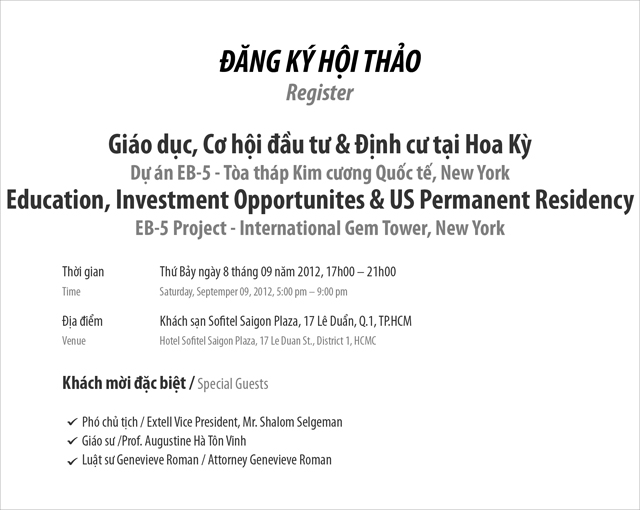 ĐĂNG KÝ HỘI THẢO
Register
Giáo dục, Cơ hội đầu tư & Định cư tại Hoa Kỳ
Dự án EB-5 - Tòa tháp Kim cương Quốc tế, New York
Education, Investment Opportunites & US Permanent Residency
EB-5 Project - International Gem Tower, New York
Thời gian Thứ Bảy ngày 8 tháng 09 năm 2012, 17h00 – 21h00
Time Saturday, Septemper 09, 2012, 5:00 pm – 9:00 pm
Địa điểm Khách sạn Sofitel Saigon Plaza, 17 Lê Duẩn, Q.1, TP.HCM
Venue Hotel Sofitel Saigon Plaza, 17 Le Duan St., District 1, HCMC
Khách mời đặc biệt / Special Guests
✓ Phó chủ tịch / Extell Vice President, Mr. Shalom Selgeman
✓ Giáo sư /Prof. Augustine Hà Tôn Vinh
✓ Luật sư Genevieve Roman / Attorney Genevieve Roman